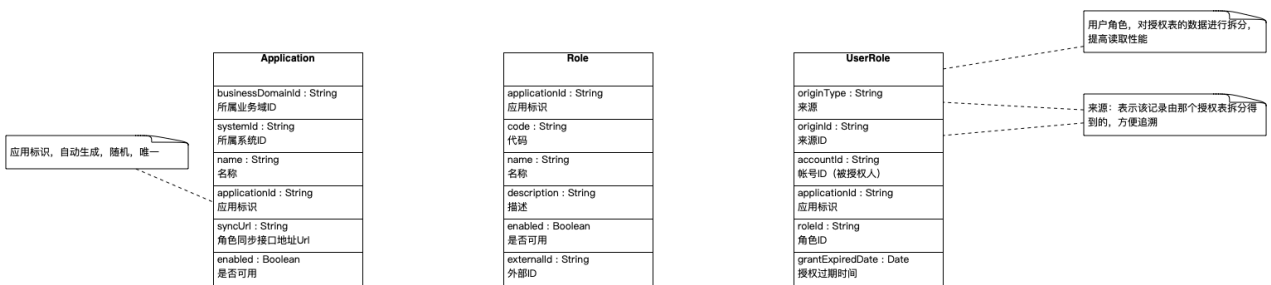 应用标识，自动生成，随机，唯一
Application
businessDomainId : String
所属业务域ID
systemId : String
所属系统ID
name : String
名称
applicationId : String
应用标识
syncUrl : String
角色同步接口地址Url
enabled : Boolean
是否可用
Role
applicationId : String
应用标识
code : String
代码
name : String
名称
description : String
描述
enabled : Boolean
是否可用
externalId : String
外部ID
UserRole
originType : String
来源
originId : String
来源ID
accountId : String
帐号ID（被授权人）
applicationId : String
应用标识
roleId : String
角色ID
grantExpiredDate : Date
授权过期时间
用户角色，对授权表的数据进行拆分，
提高读取性能
来源：表示该记录由那个授权表拆分得
到的，方便追溯